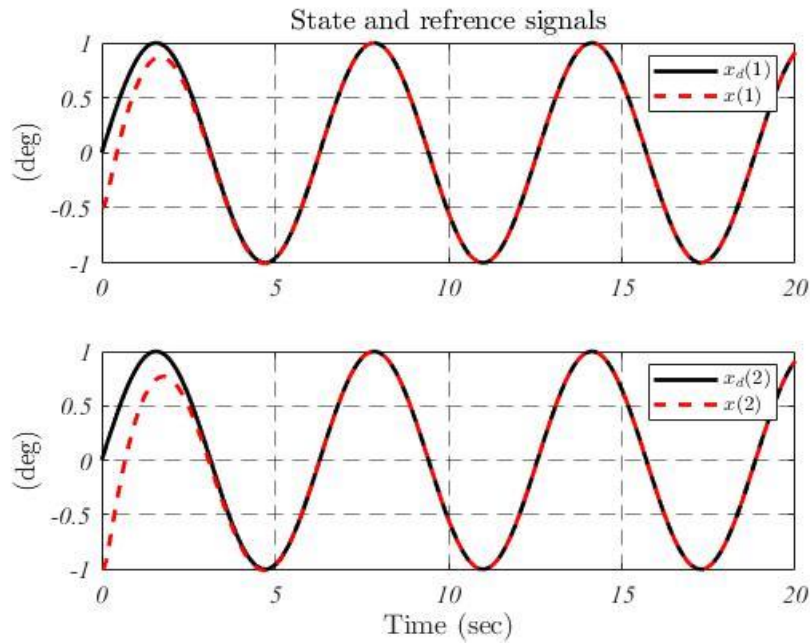 State and refrence signals
1
0.5
0
-0.5
-1
(deg)
x_d(1)
x(1)
0 5 10 15 20
1
0.5
0
-0.5
-1
(deg)
x_d(2)
x(2)
0 5 10 15 20
Time (sec)